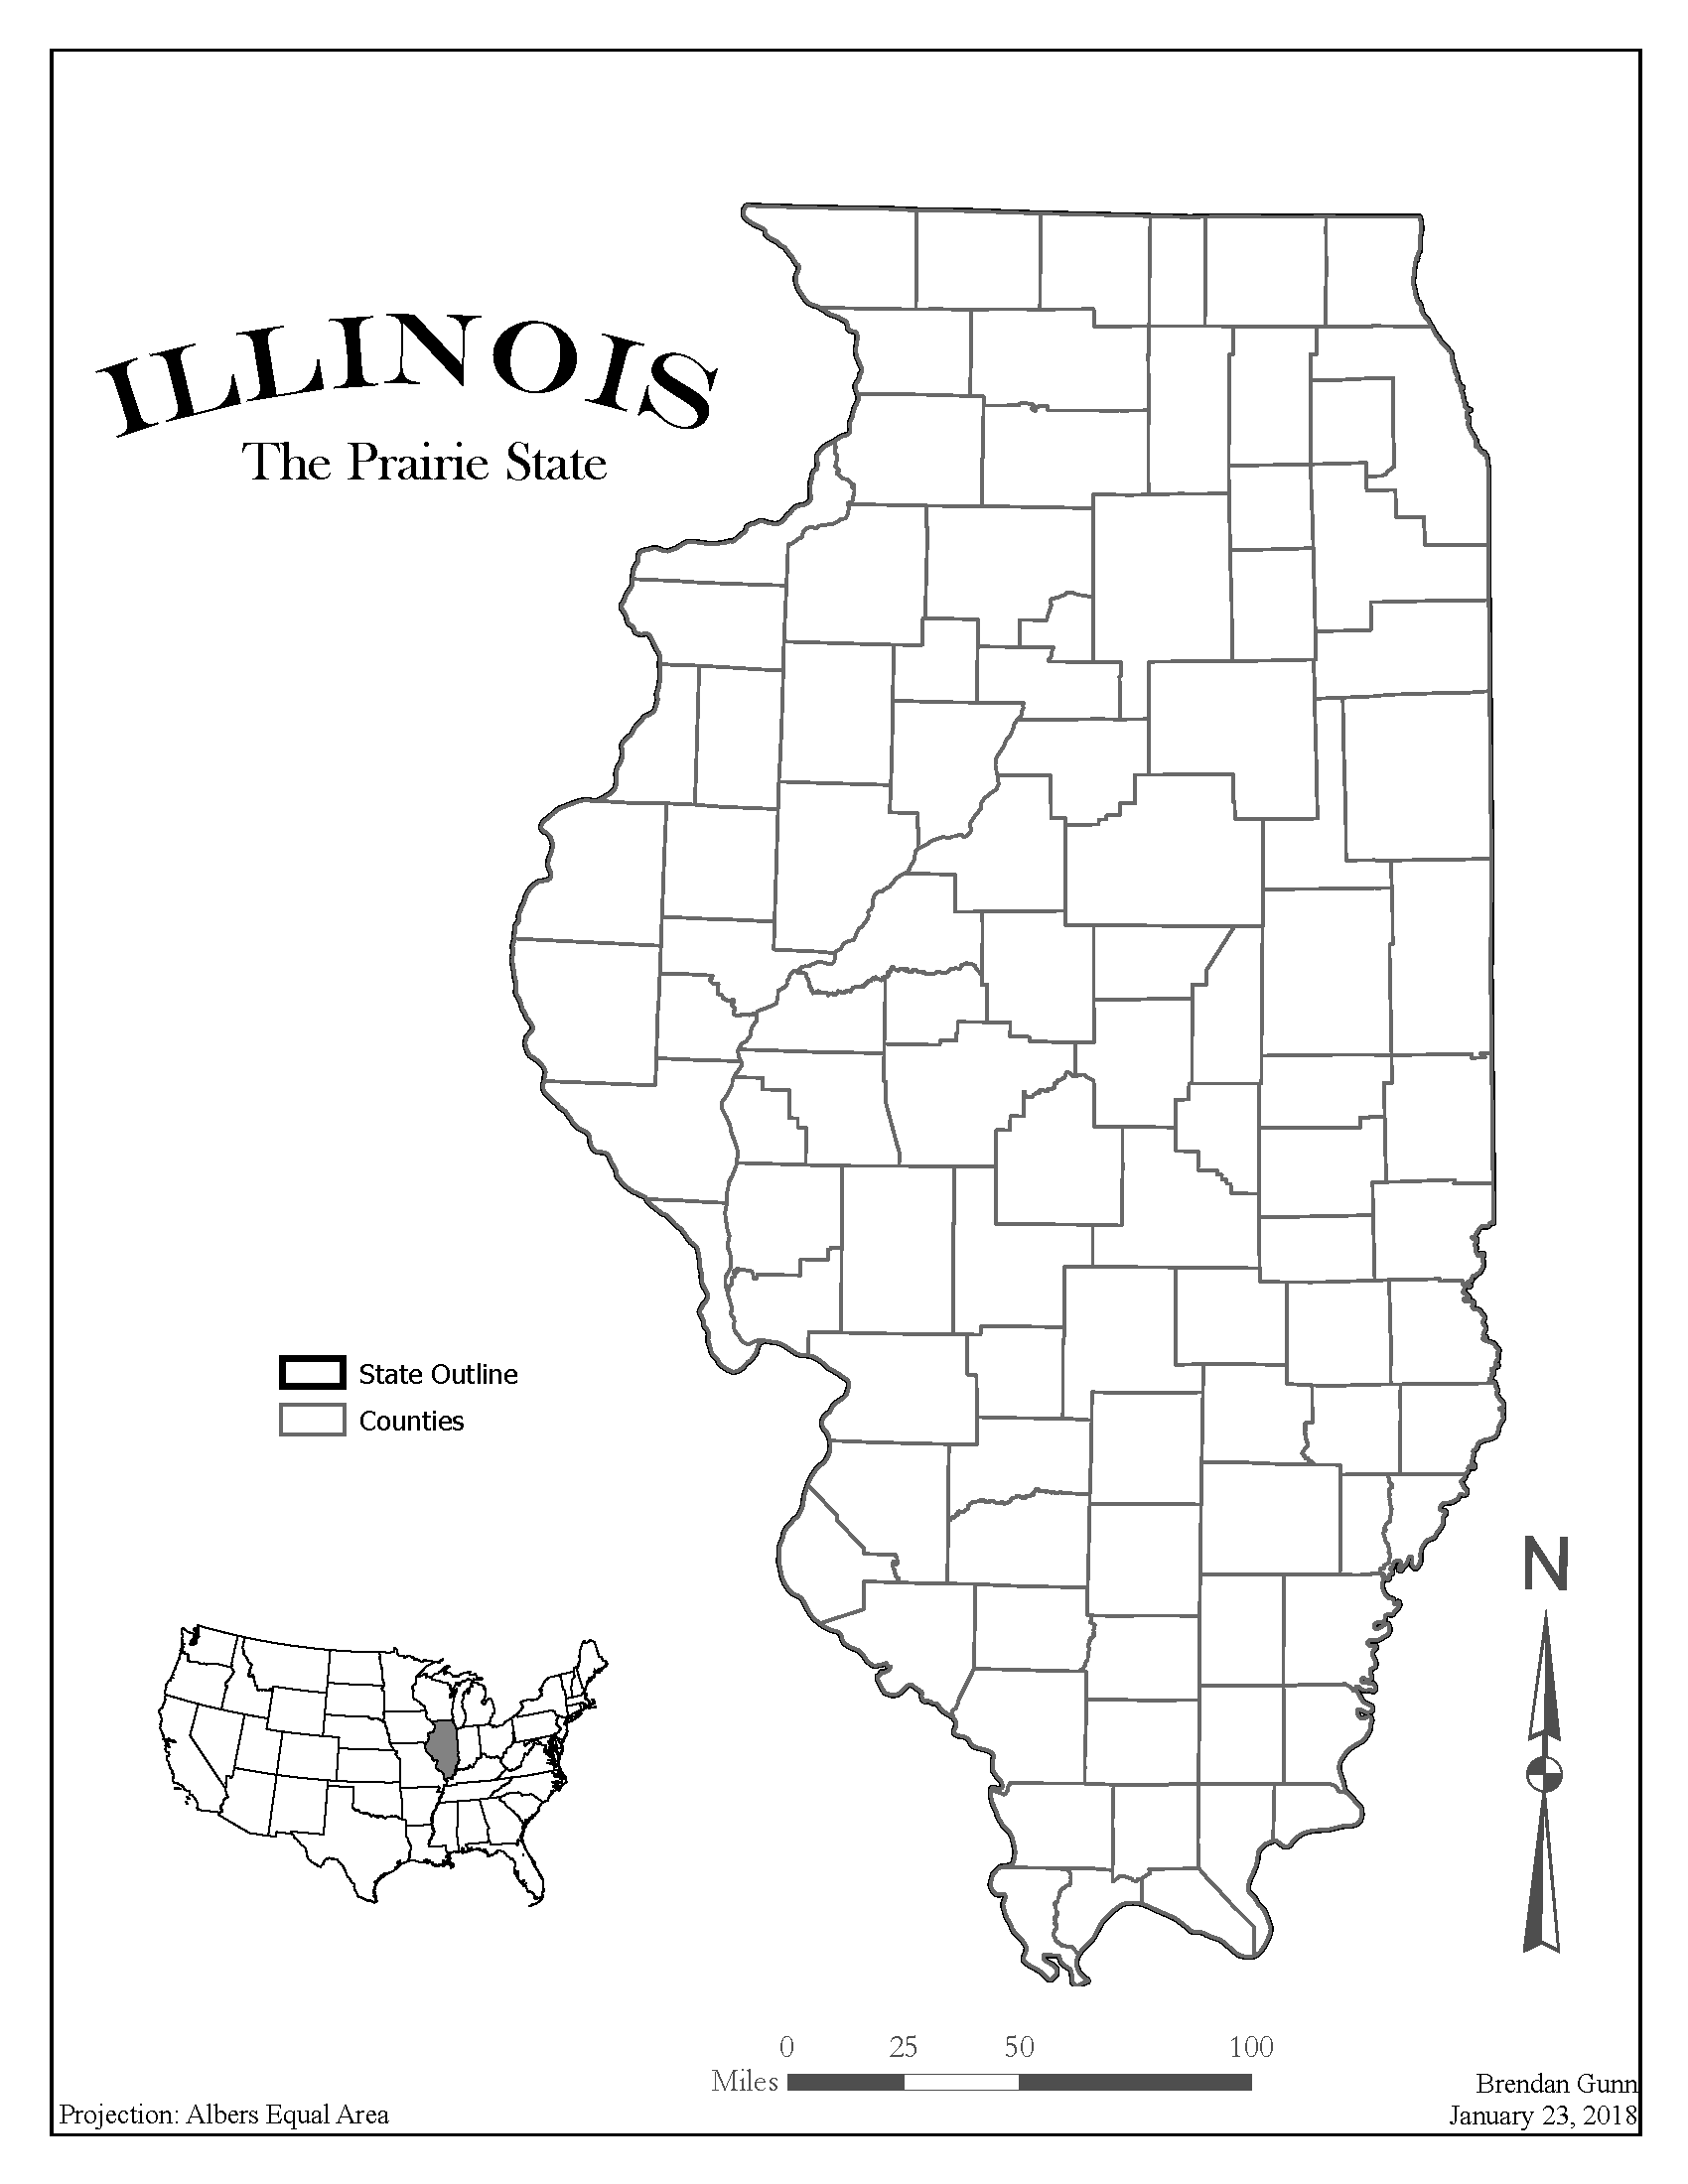 ILLINOIS
The Prairie State
State Outline
Counties
N
0 25 50 100
Miles
Projection: Albers Equal Area
Brendan Gunn
January 23, 2018